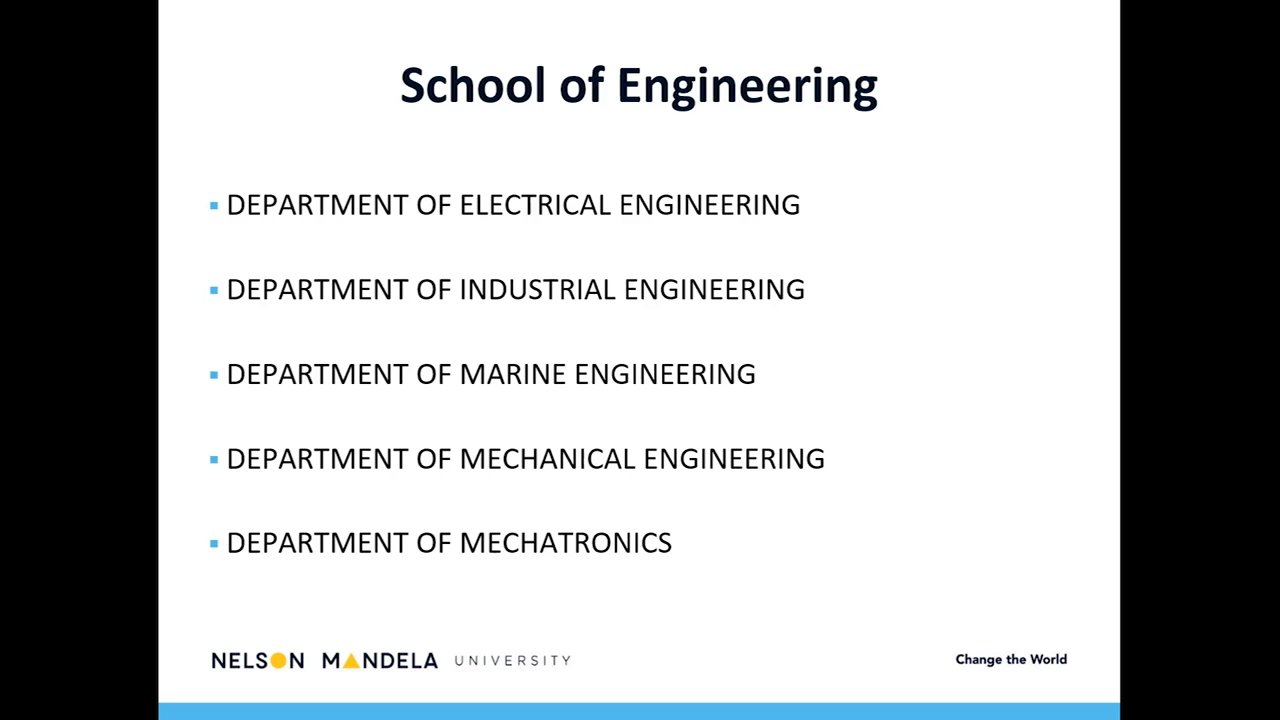 School of Engineering
DEPARTMENT OF ELECTRICAL ENGINEERING
DEPARTMENT OF INDUSTRIAL ENGINEERING
DEPARTMENT OF MARINE ENGINEERING
DEPARTMENT OF MECHANICAL ENGINEERING
DEPARTMENT OF MECHATRONICS
NELSON MANDELA UNIVERSITY
Change the World